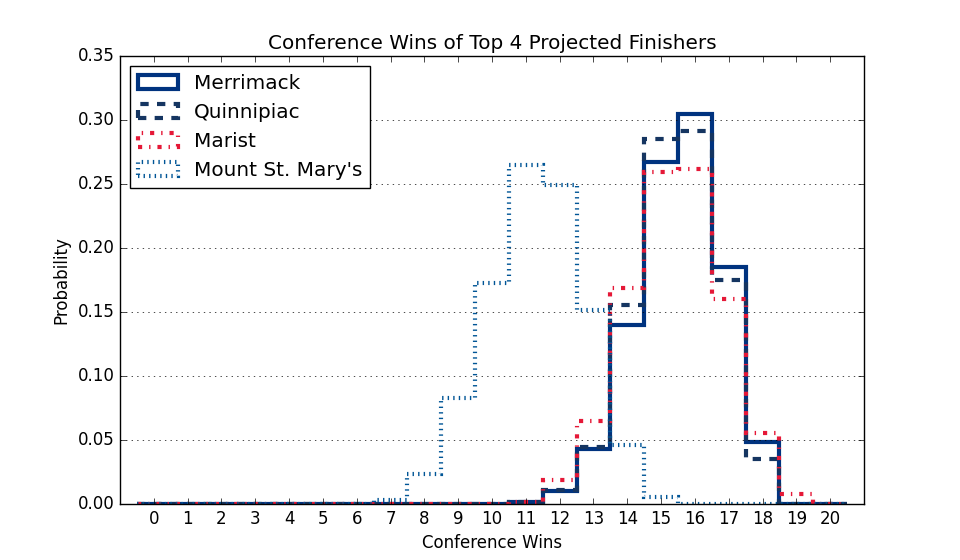 Conference Wins of Top 4 Projected Finishers
Merrimack
Quinnipiac
Marist
Mount St. Mary's
0.35
0.30
0.25
0.20
0.15
0.10
0.05
0.00
Probability
0 1 2 3 4 5 6 7 8 9 10 11 12 13 14 15 16 17 18 19 20
Conference Wins